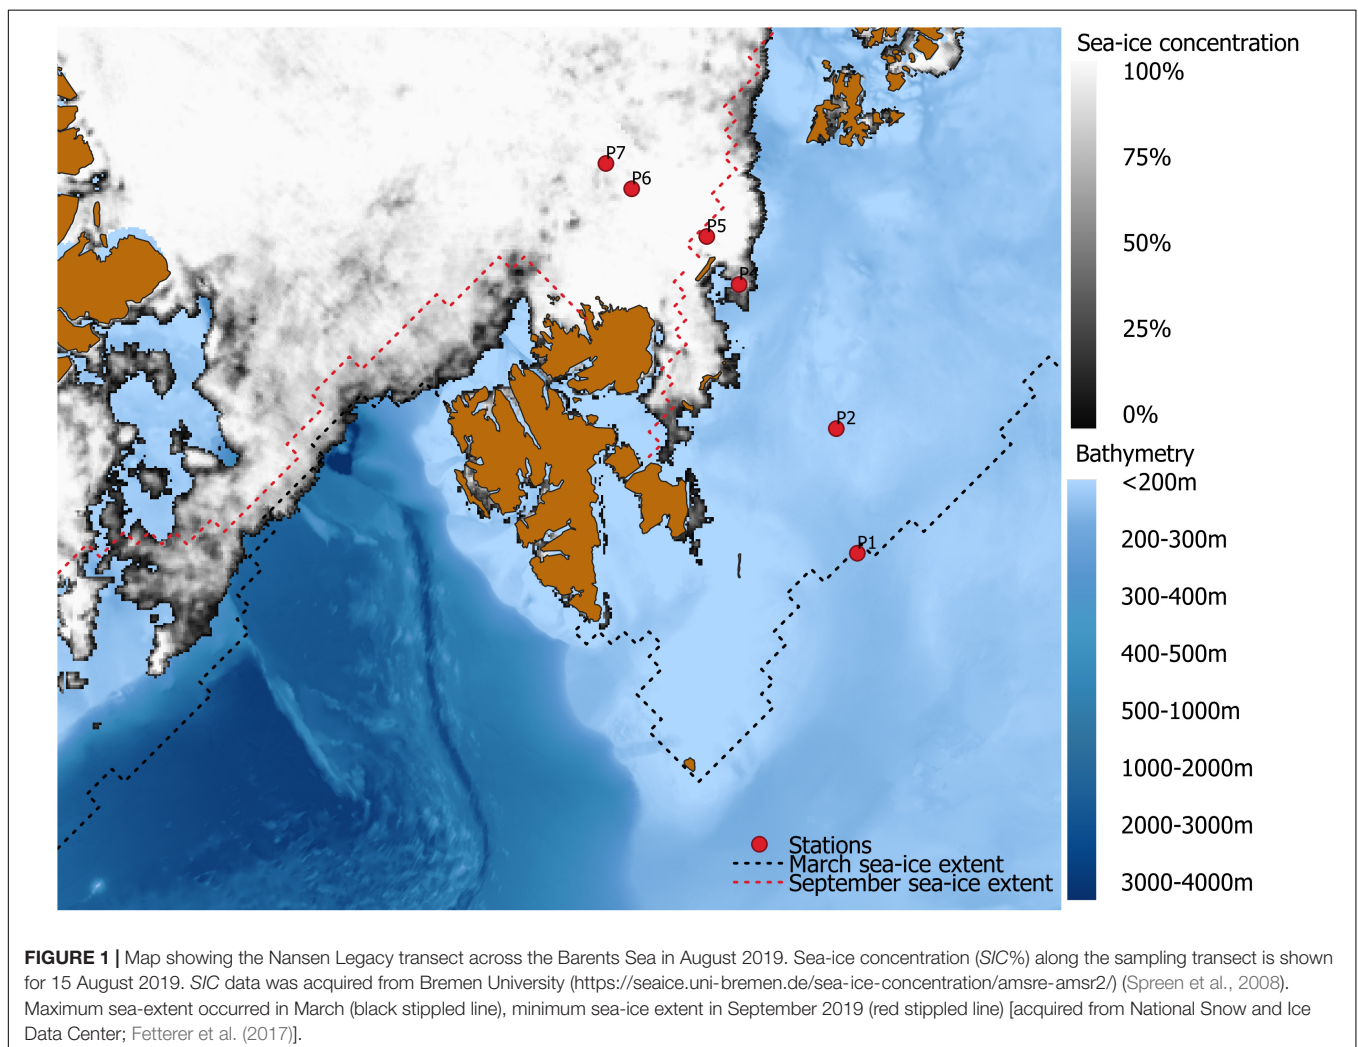 Sea-ice concentration
100%
75%
50%
25%
0%
Bathymetry
<200m
200-300m
300-400m
400-500m
500-1000m
1000-2000m
2000-3000m
3000-4000m
P7
P6
P5
P4
P2
P1
Stations
March sea-ice extent
September sea-ice extent
FIGURE 1 | Map showing the Nansen Legacy transect across the Barents Sea in August 2019. Sea-ice concentration (SIC%) along the sampling transect is shown
for 15 August 2019. SIC data was acquired from Bremen University (https://seaice.uni-bremen.de/sea-ice-concentration/amsre-amsr2/) (Spreen et al., 2008).
Maximum sea-extent occurred in March (black stippled line), minimum sea-ice extent in September 2019 (red stippled line) [acquired from National Snow and Ice
Data Center; Fetterer et al. (2017)].